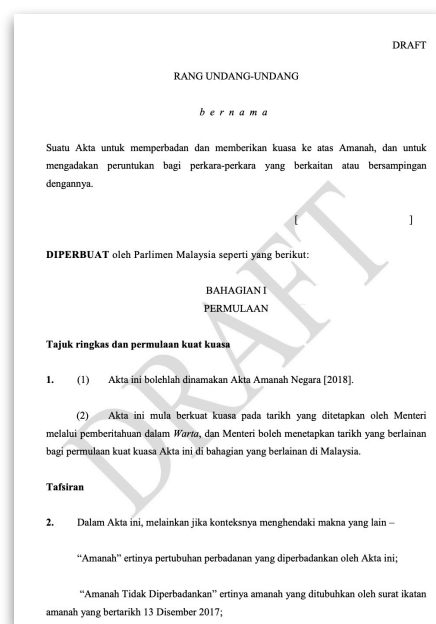 DRAFT
RANG UNDANG-UNDANG
b e r n a m a
Suatu Akta untuk memperbadan dan memberikan kuasa ke atas Amanah, dan untuk
mengadakan peruntukan bagi perkara-perkara yang berkaitan atau bersampingan
dengannya.
[ ]
DIPERBUAT oleh Parlimen Malaysia seperti yang berikut:
BAHAGIAN I
PERMULAAN
Tajuk ringkas dan permulaan kuat kuasa
1. (1) Akta ini bolehlah dinamakan Akta Amanah Negara [2018].
(2) Akta ini mula berkuat kuasa pada tarikh yang ditetapkan oleh Menteri
melalui pemberitahuan dalam Warta, dan Menteri boleh menetapkan tarikh yang berlainan
bagi permulaan kuat kuasa Akta ini di bahagian yang berlainan di Malaysia.
Tafsiran
2. Dalam Akta ini, melainkan jika konteksnya menghendaki makna yang lain –
“Amanah” ertinya pertubuhan perbadanan yang diperbadankan oleh Akta ini;
“Amanah Tidak Diperbadankan” ertinya amanah yang ditubuhkan oleh surat ikatan
amanah yang bertarikh 13 Disember 2017;
DRAFT